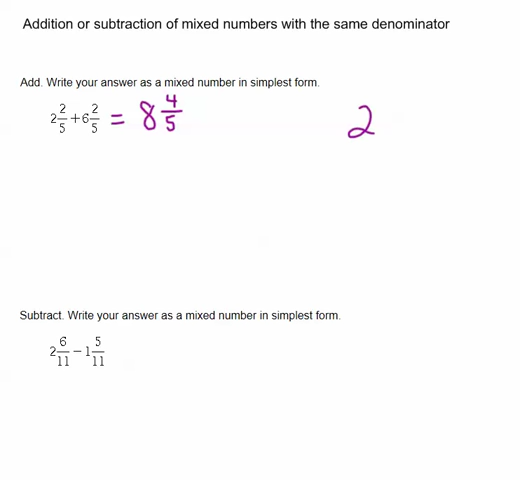 Addition or subtraction of mixed numbers with the same denominator
Add. Write your answer as a mixed number in simplest form.
2 2/5 + 6 2/5 = 8 4/5
2
Subtract. Write your answer as a mixed number in simplest form.
2 6/11 − 1 5/11